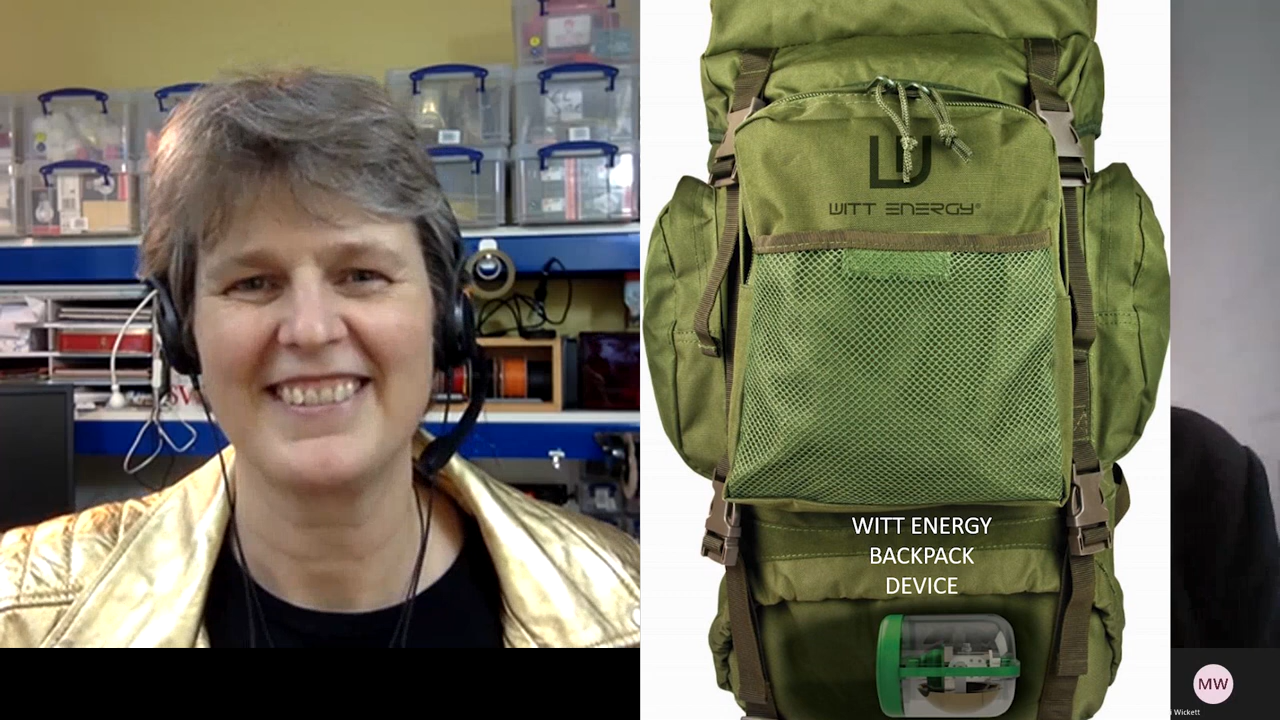 WITT ENERGY®
WITT ENERGY
BACKPACK
DEVICE
MW
Wickett